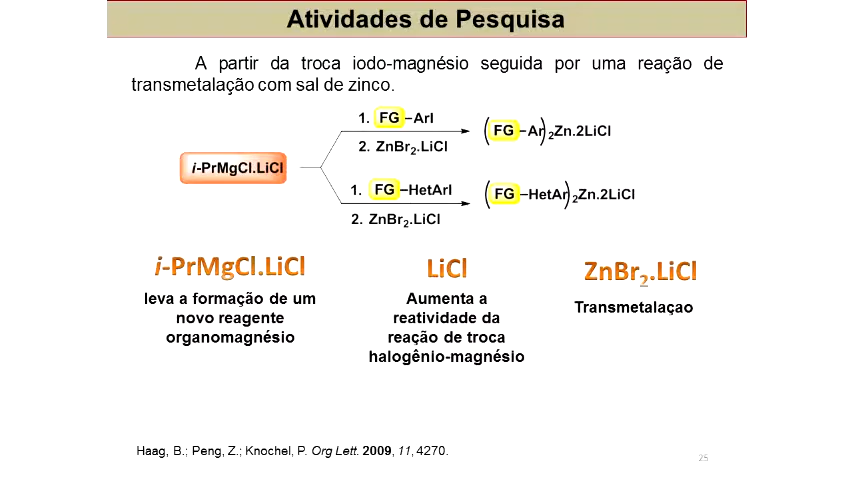 Atividades de Pesquisa
A partir da troca iodo-magnésio seguida por uma reação de
transmetalação com sal de zinco.
1. FG–ArI
2. ZnBr₂.LiCl
(FG–Ar)₂Zn.2LiCl
i-PrMgCl.LiCl
1. FG–HetArI
2. ZnBr₂.LiCl
(FG–HetAr)₂Zn.2LiCl
i-PrMgCl.LiCl
leva a formação de um
novo reagente
organomagnésio
LiCl
Aumenta a
reatividade da
reação de troca
halogênio-magnésio
ZnBr₂.LiCl
Transmetalaçao
Haag, B.; Peng, Z.; Knochel, P. Org Lett. 2009, 11, 4270.
25